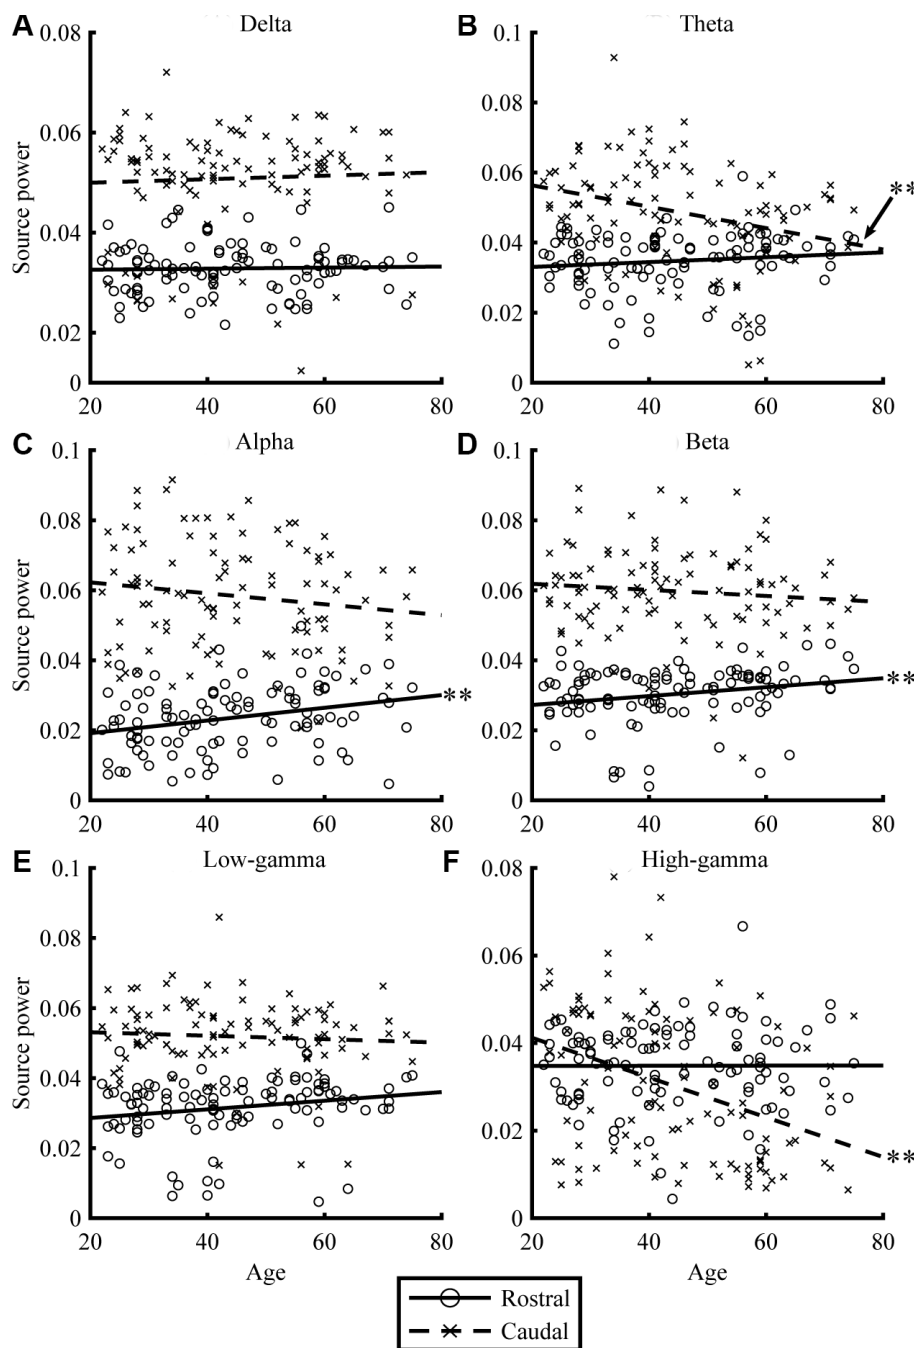 A Delta
0.08
0.06
0.04
0.02
0
Source power
20 40 60 80
B Theta
0.1
0.08
0.06
0.04
0.02
0
**
20 40 60 80
C Alpha
0.1
0.08
0.06
0.04
0.02
0
Source power
**
20 40 60 80
D Beta
0.1
0.08
0.06
0.04
0.02
0
**
20 40 60 80
E Low-gamma
0.1
0.08
0.06
0.04
0.02
0
Source power
20 40 60 80
Age
F High-gamma
0.1
0.08
0.06
0.04
0.02
0
**
20 40 60 80
Age
Rostral
Caudal